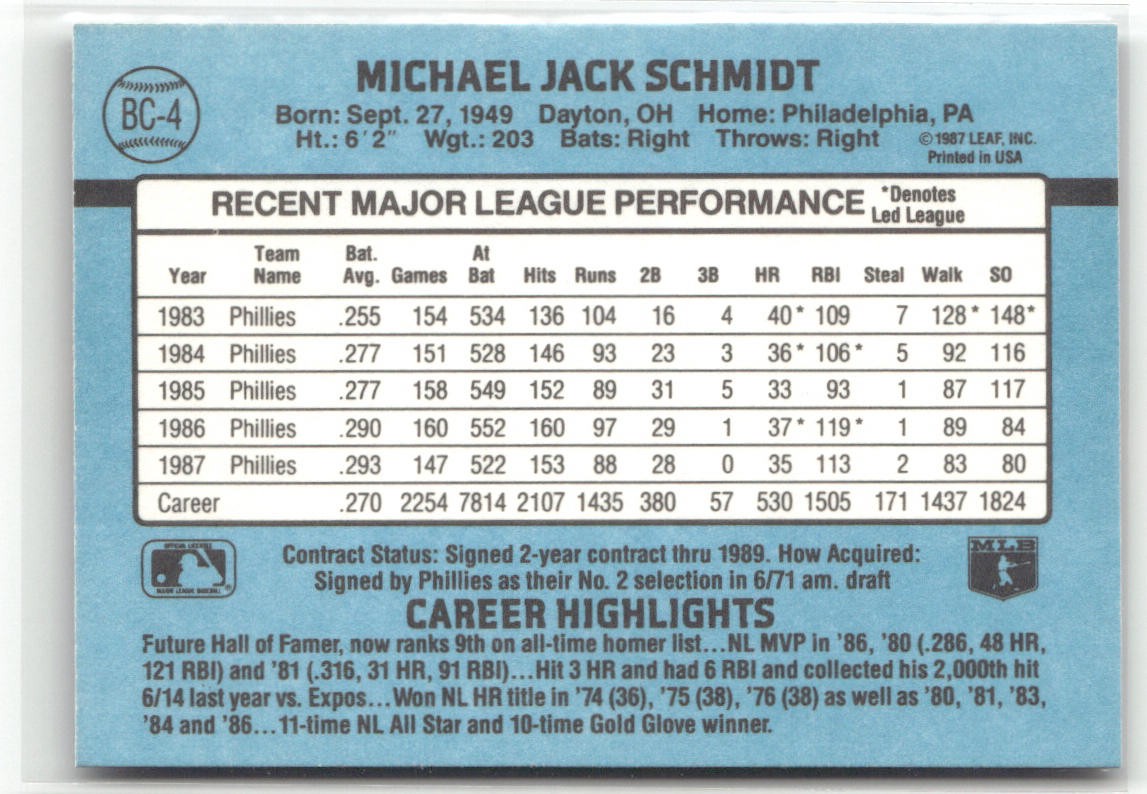 BC-4
MICHAEL JACK SCHMIDT
Born: Sept. 27, 1949 Dayton, OH Home: Philadelphia, PA
Ht.: 6'2" Wgt.: 203 Bats: Right Throws: Right ©1987 LEAF, INC.
Printed in USA
RECENT MAJOR LEAGUE PERFORMANCE *Denotes
Led League
Team Bat. At
Year Name Avg. Games Bat Hits Runs 2B 3B HR RBI Steal Walk SO
1983 Phillies .255 154 534 136 104 16 4 40* 109 7 128* 148*
1984 Phillies .277 151 528 146 93 23 3 36* 106* 5 92 116
1985 Phillies .277 158 549 152 89 31 5 33 93 1 87 117
1986 Phillies .290 160 552 160 97 29 1 37* 119* 1 89 84
1987 Phillies .293 147 522 153 88 28 0 35 113 2 83 80
Career .270 2254 7814 2107 1435 380 57 530 1505 171 1437 1824
OFFICIAL LICENSEE
MAJOR LEAGUE BASEBALL ®
MLB
Contract Status: Signed 2-year contract thru 1989. How Acquired:
Signed by Phillies as their No. 2 selection in 6/71 am. draft
CAREER HIGHLIGHTS
Future Hall of Famer, now ranks 9th on all-time homer list...NL MVP in '86, '80 (.286, 48 HR,
121 RBI) and '81 (.316, 31 HR, 91 RBI)...Hit 3 HR and had 6 RBI and collected his 2,000th hit
6/14 last year vs. Expos...Won NL HR title in '74 (36), '75 (38), '76 (38) as well as '80, '81, '83,
'84 and '86...11-time NL All Star and 10-time Gold Glove winner.